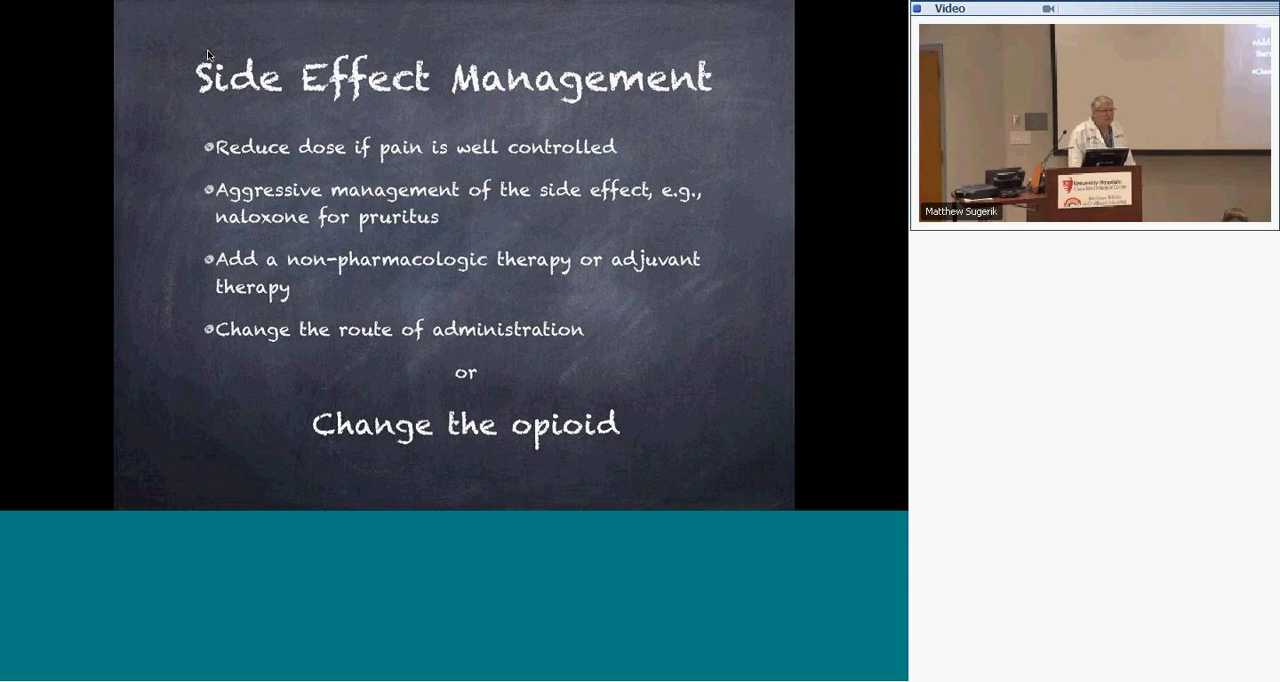 Side Effect Management
Reduce dose if pain is well controlled
Aggressive management of the side effect, e.g.,
naloxone for pruritus
Add a non-pharmacologic therapy or adjuvant
therapy
Change the route of administration
or
Change the opioid
Video
University Hospitals
Matthew Sugerik